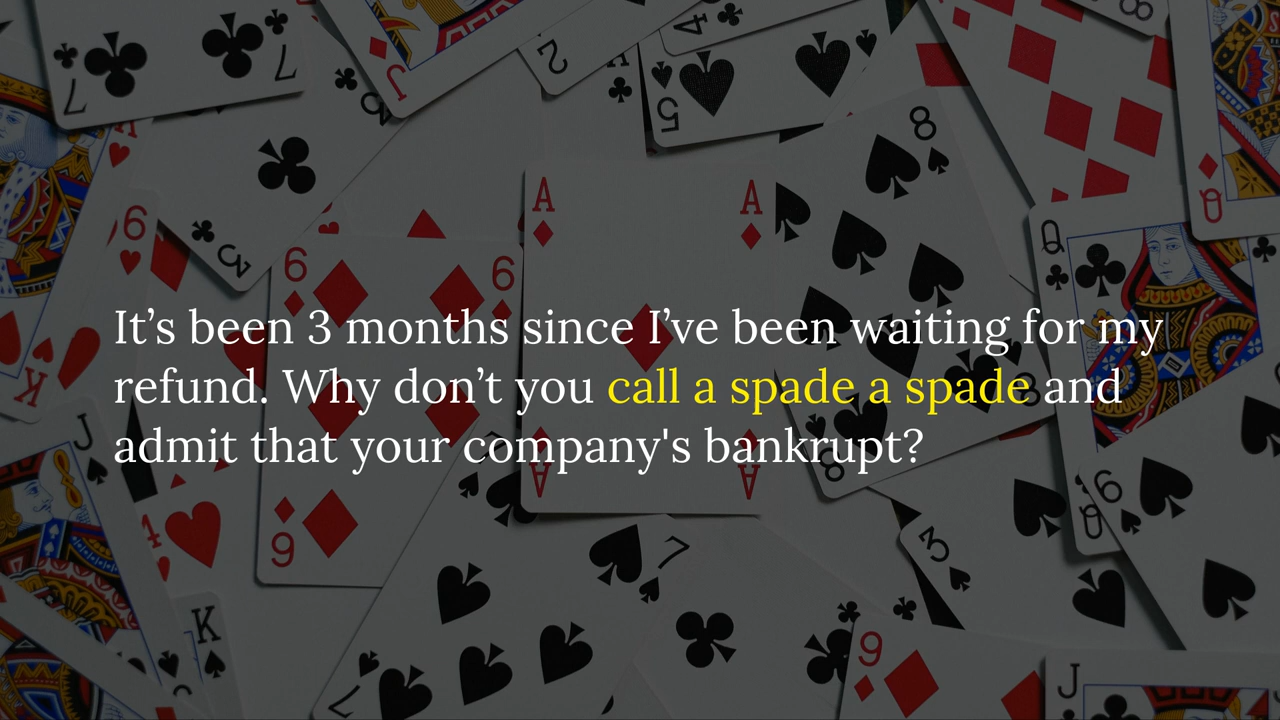 It’s been 3 months since I’ve been waiting for my
refund. Why don’t you call a spade a spade and
admit that your company's bankrupt?